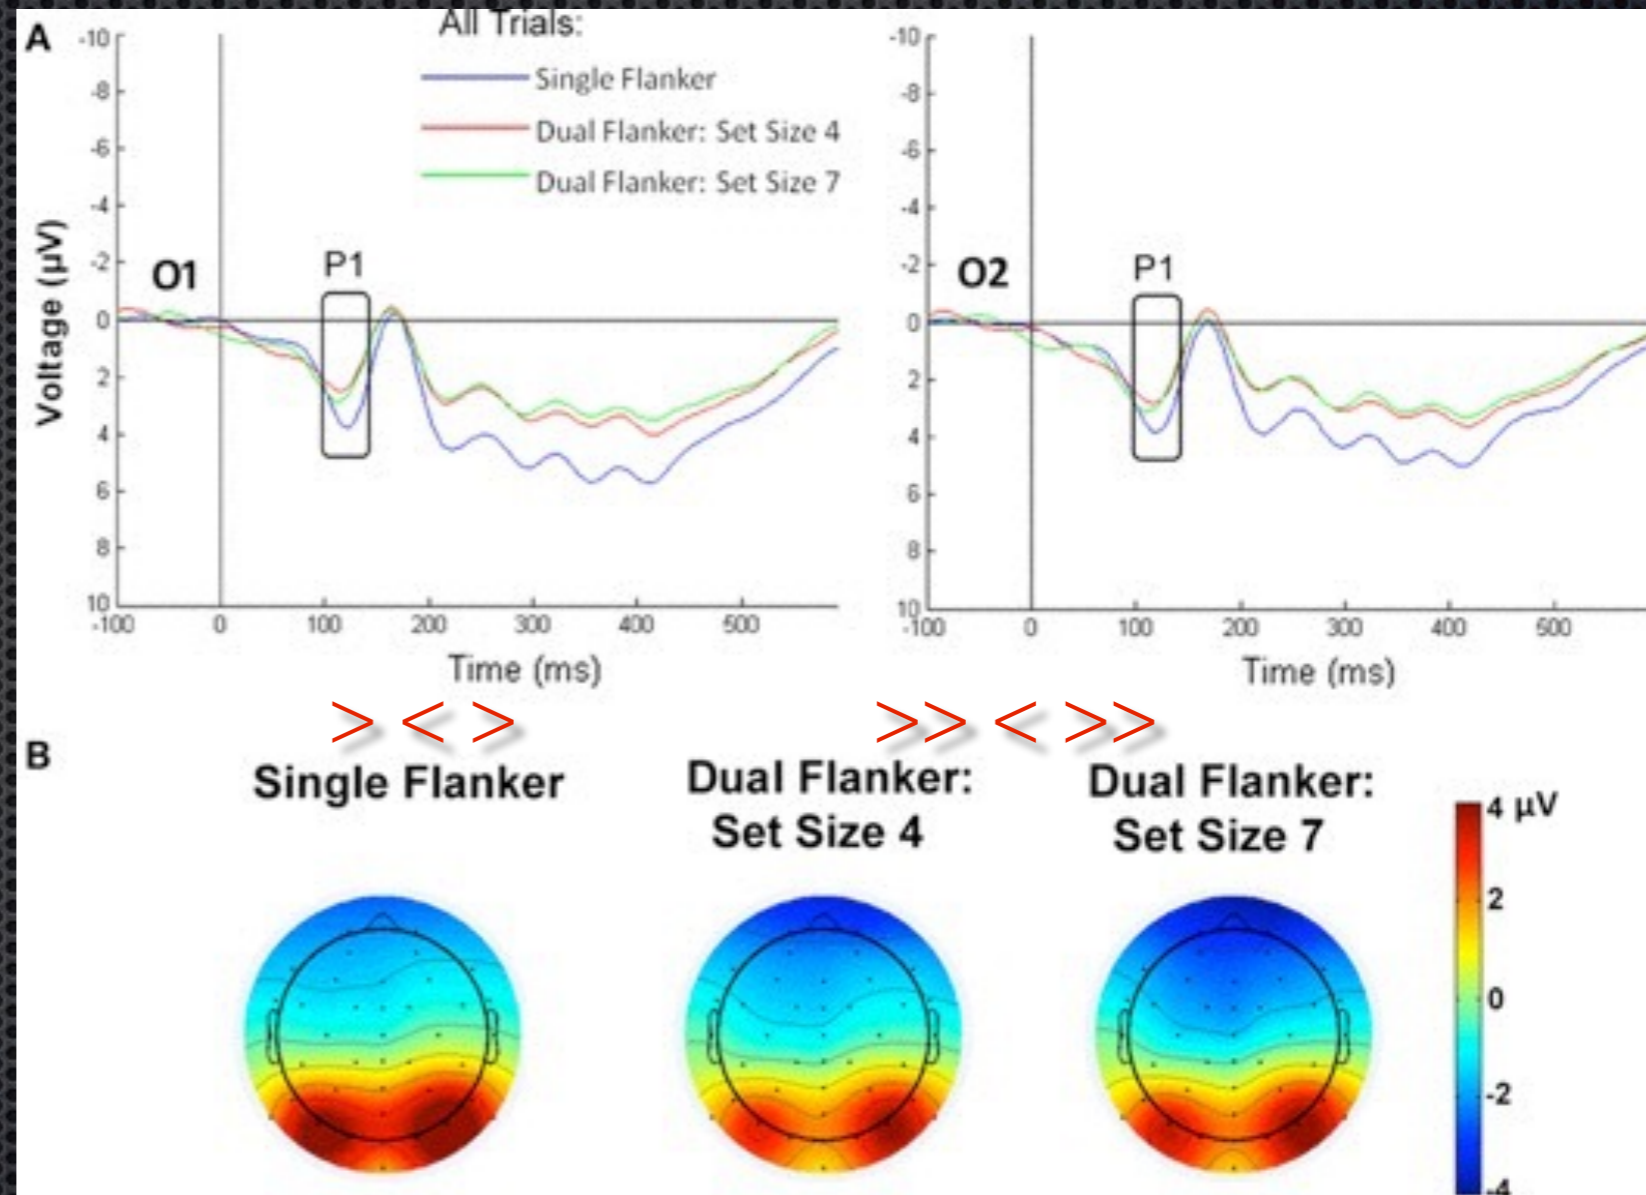 A
All Trials:
Single Flanker
Dual Flanker: Set Size 4
Dual Flanker: Set Size 7
Voltage (µV)
-10
-8
-6
-4
-2
0
2
4
6
8
10
O1
P1
-100 0 100 200 300 400 500
Time (ms)
-10
-8
-6
-4
-2
0
2
4
6
8
10
O2
P1
-100 0 100 200 300 400 500
Time (ms)
> < >
>> < >>
B
Single Flanker
Dual Flanker:
Set Size 4
Dual Flanker:
Set Size 7
4 µV
2
0
-2
-4